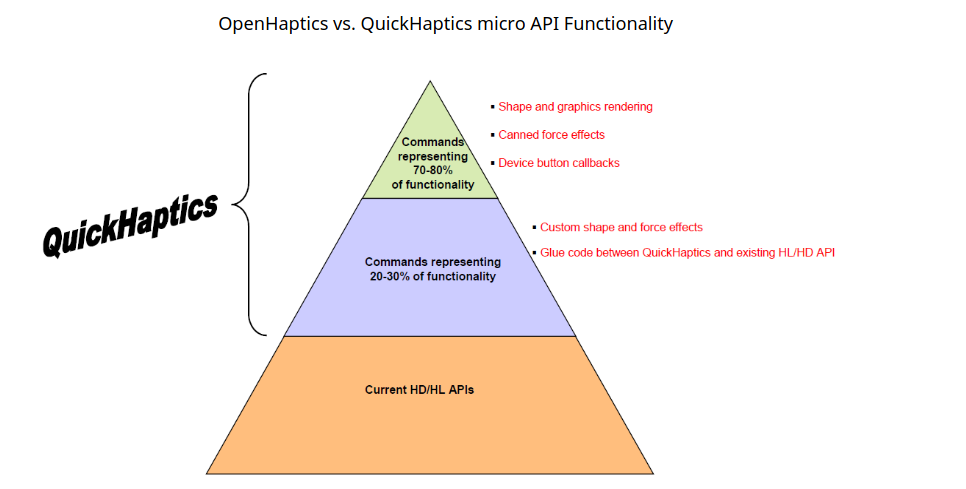 OpenHaptics vs. QuickHaptics micro API Functionality
Shape and graphics rendering
Canned force effects
Device button callbacks
Commands
representing
70-80%
of functionality
QuickHaptics
Custom shape and force effects
Glue code between QuickHaptics and existing HL/HD API
Commands representing
20-30% of functionality
Current HD/HL APIs